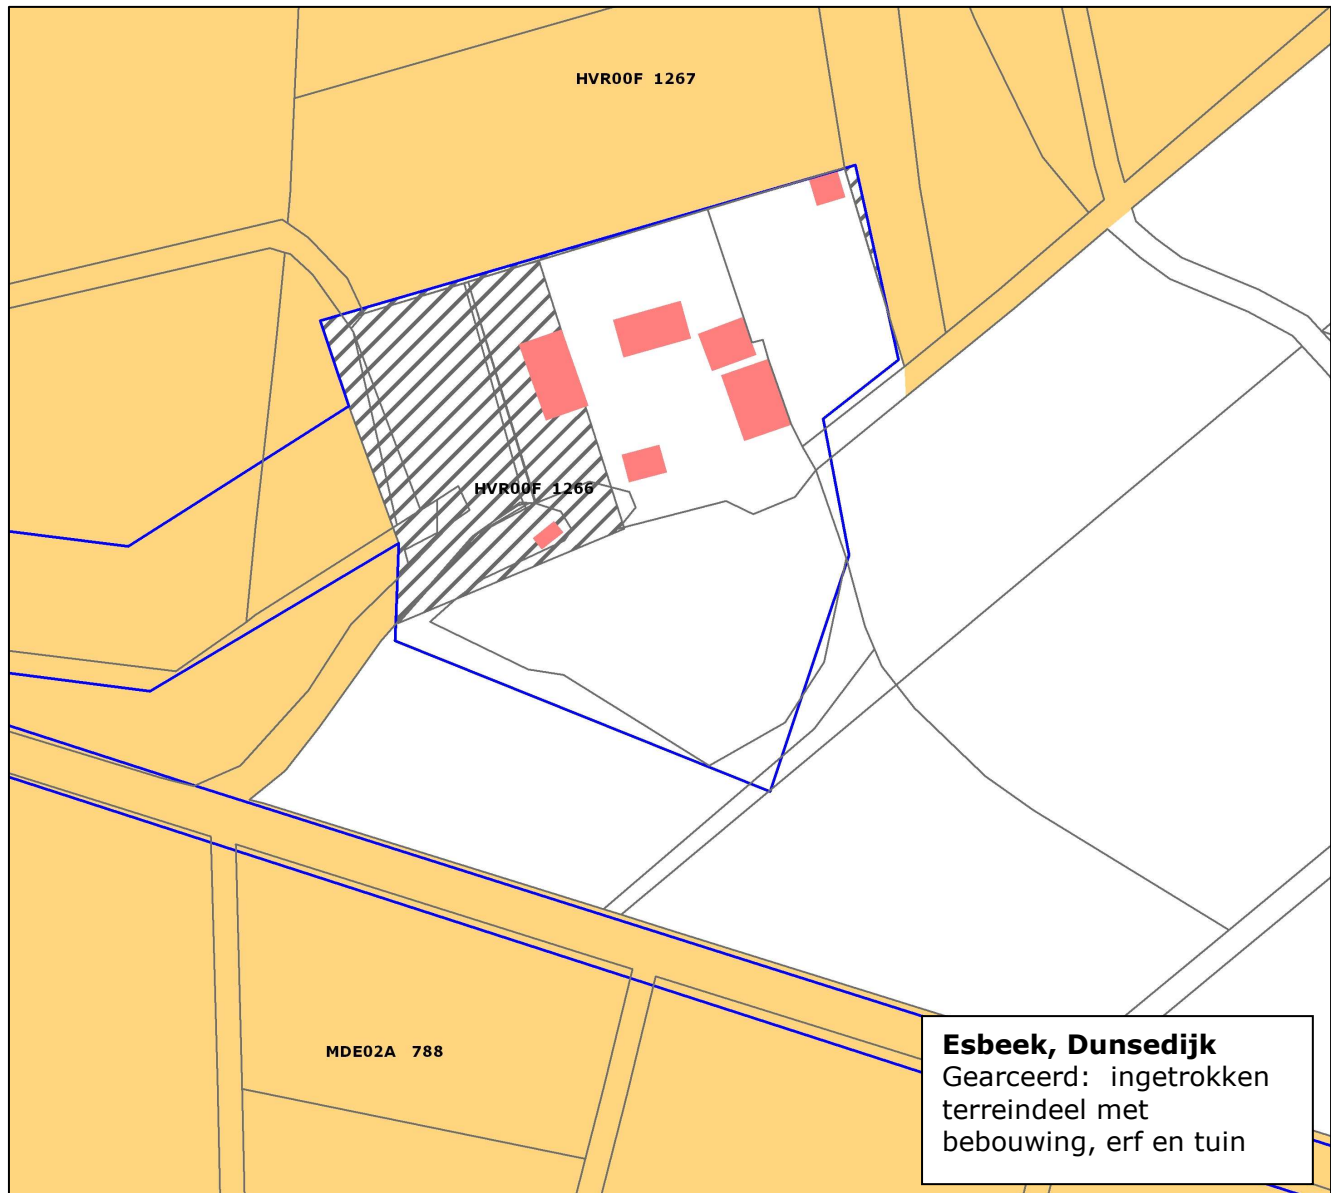 HVR00F 1267
HVR00F 1266
MDE02A 788
Esbeek, Dunsedijk
Gearceerd: ingetrokken
terreindeel met
bebouwing, erf en tuin